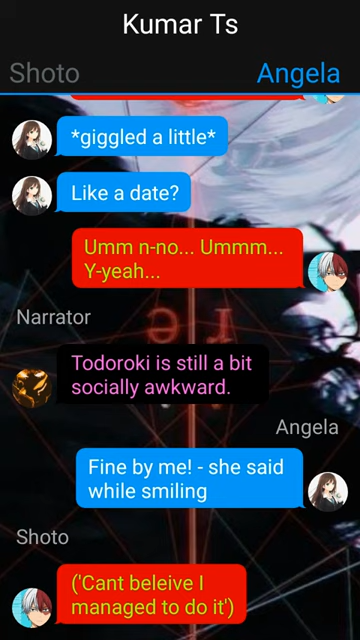 Kumar Ts
Shoto
Angela
*giggled a little*
Like a date?
Umm n-no... Ummm...
Y-yeah...
Narrator
Todoroki is still a bit
socially awkward.
Angela
Fine by me! - she said
while smiling
Shoto
('Cant beleive I
managed to do it')